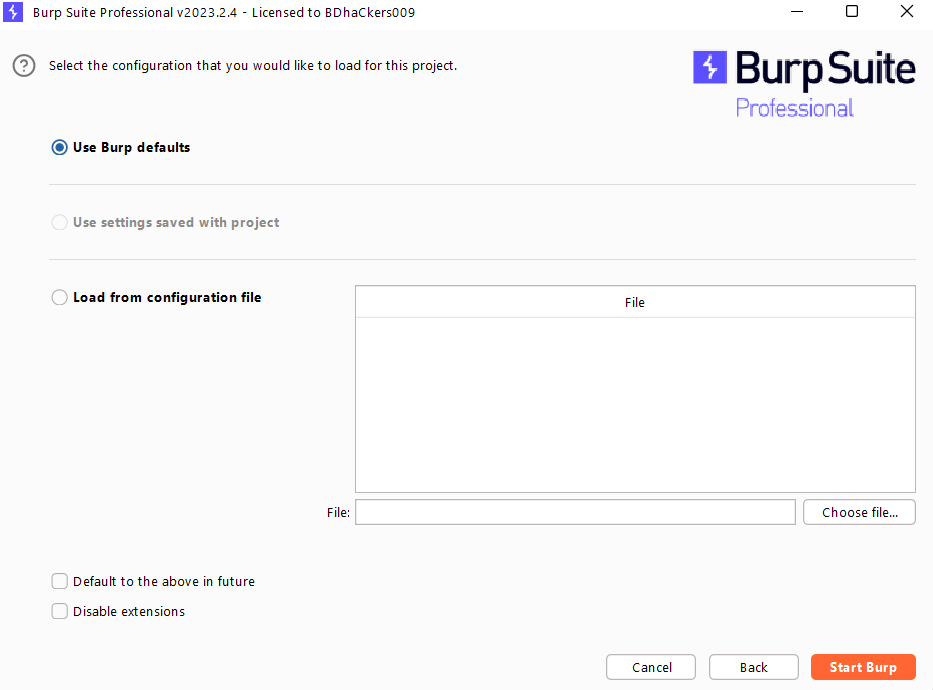 Burp Suite Professional v2023.2.4 - Licensed to BDhaCkers009
Select the configuration that you would like to load for this project.
Burp Suite
Professional
Use Burp defaults
Use settings saved with project
Load from configuration file
File
File:
Choose file...
Default to the above in future
Disable extensions
Cancel
Back
Start Burp